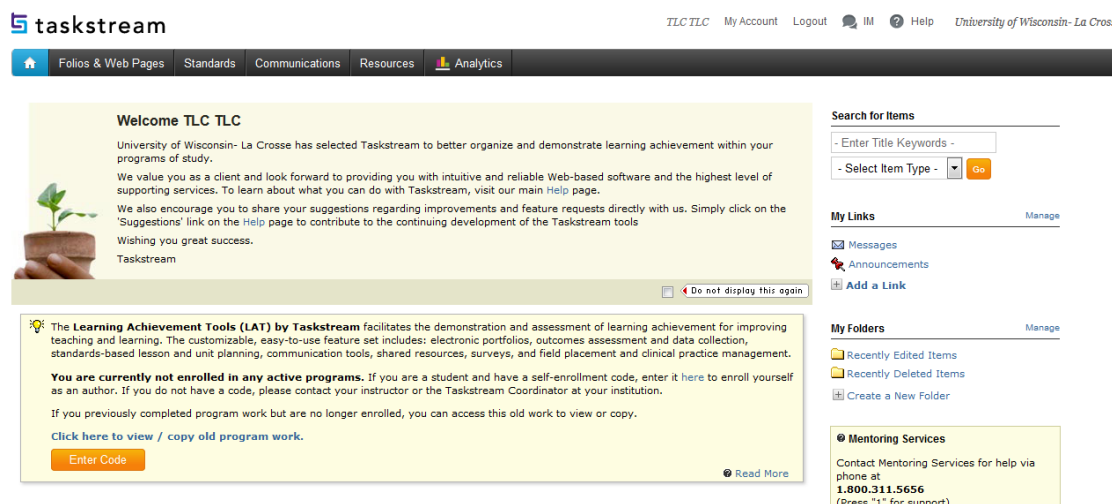 taskstream
TLC TLC My Account Logout IM Help University of Wisconsin- La Cros
Folios & Web Pages Standards Communications Resources Analytics
Welcome TLC TLC
University of Wisconsin- La Crosse has selected Taskstream to better organize and demonstrate learning achievement within your
programs of study.
We value you as a client and look forward to providing you with intuitive and reliable Web-based software and the highest level of
supporting services. To learn about what you can do with Taskstream, visit our main Help page.
We also encourage you to share your suggestions regarding improvements and feature requests directly with us. Simply click on the
'Suggestions' link on the Help page to contribute to the continuing development of the Taskstream tools
Wishing you great success.
Taskstream
Do not display this again
The Learning Achievement Tools (LAT) by Taskstream facilitates the demonstration and assessment of learning achievement for improving
teaching and learning. The customizable, easy-to-use feature set includes: electronic portfolios, outcomes assessment and data collection,
standards-based lesson and unit planning, communication tools, shared resources, surveys, and field placement and clinical practice management.
You are currently not enrolled in any active programs. If you are a student and have a self-enrollment code, enter it here to enroll yourself
as an author. If you do not have a code, please contact your instructor or the Taskstream Coordinator at your institution.
If you previously completed program work but are no longer enrolled, you can access this old work to view or copy.
Click here to view / copy old program work.
Enter Code
Read More
Search for Items
- Enter Title Keywords -
- Select Item Type - Go
My Links Manage
Messages
Announcements
Add a Link
My Folders Manage
Recently Edited Items
Recently Deleted Items
Create a New Folder
Mentoring Services
Contact Mentoring Services for help via
phone at
1.800.311.5656
(Press "1" for support)